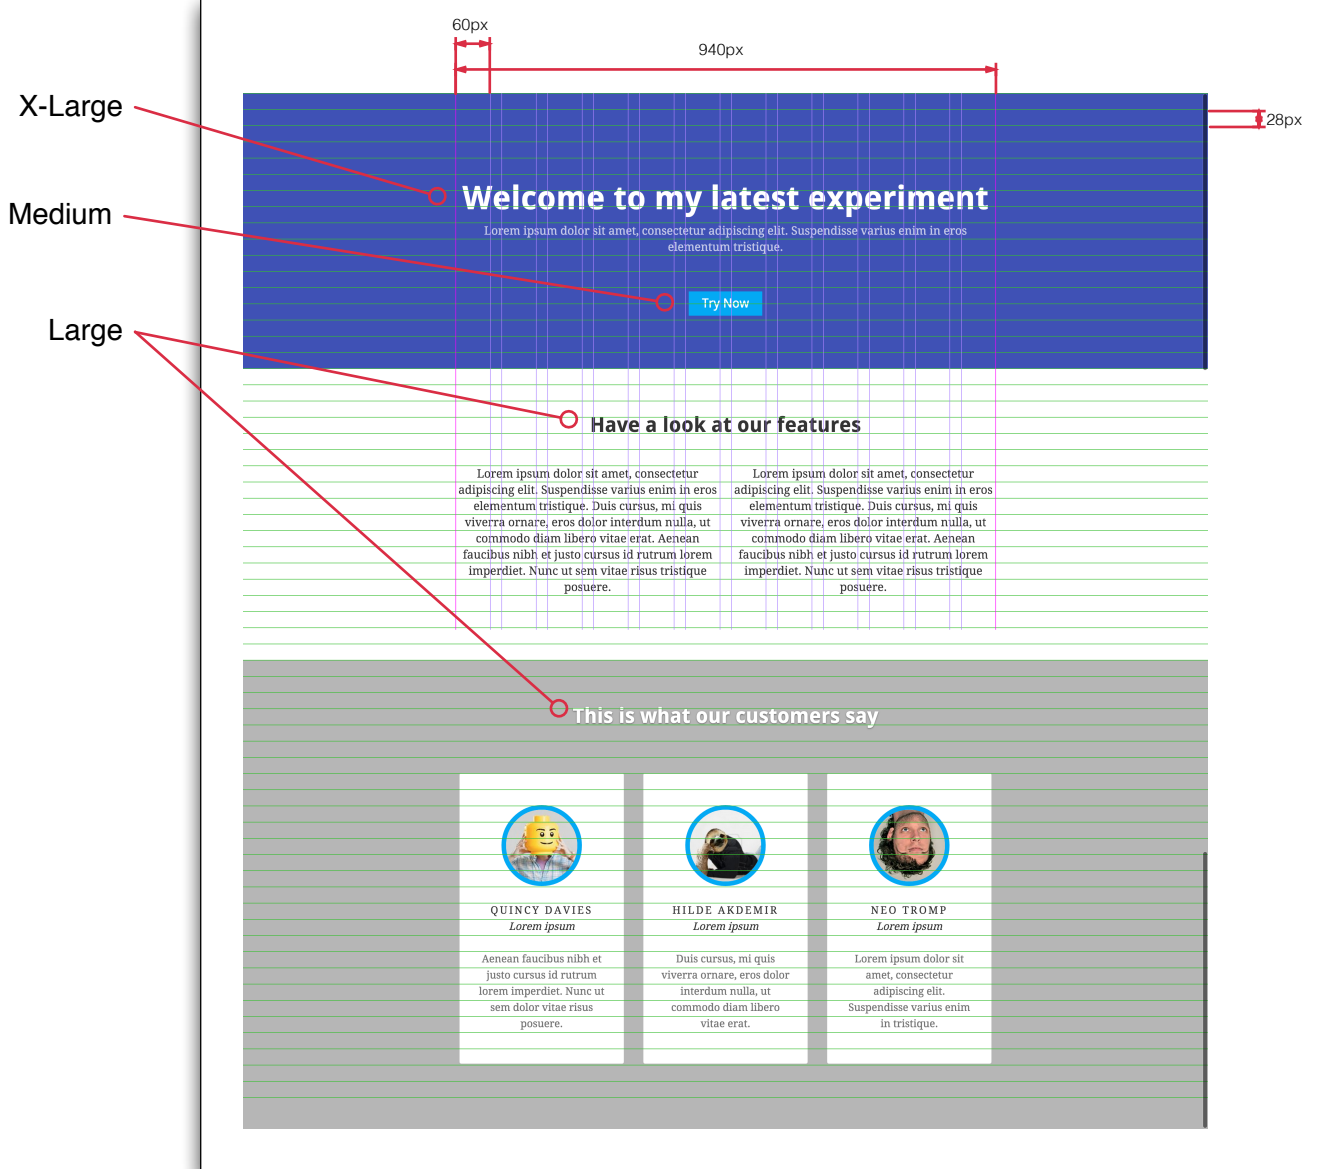 60px
940px
X-Large
28px
Welcome to my latest experiment
Medium
Lorem ipsum dolor sit amet, consectetur adipiscing elit. Suspendisse varius enim in eros
elementum tristique.
Try Now
Large
Have a look at our features
Lorem ipsum dolor sit amet, consectetur
adipiscing elit. Suspendisse varius enim in eros
elementum tristique. Duis cursus, mi quis
viverra ornare, eros dolor interdum nulla, ut
commodo diam libero vitae erat. Aenean
faucibus nibh et justo cursus id rutrum lorem
imperdiet. Nunc ut sem vitae risus tristique
posuere.
Lorem ipsum dolor sit amet, consectetur
adipiscing elit. Suspendisse varius enim in eros
elementum tristique. Duis cursus, mi quis
viverra ornare, eros dolor interdum nulla, ut
commodo diam libero vitae erat. Aenean
faucibus nibh et justo cursus id rutrum lorem
imperdiet. Nunc ut sem vitae risus tristique
posuere.
This is what our customers say
QUINCY DAVIES
Lorem ipsum
Aenean faucibus nibh et
justo cursus id rutrum
lorem imperdiet. Nunc ut
sem dolor vitae risus
posuere.
HILDE AKDEMIR
Lorem ipsum
Duis cursus, mi quis
viverra ornare, eros dolor
interdum nulla, ut
commodo diam libero
vitae erat.
NEO TROMP
Lorem ipsum
Lorem ipsum dolor sit
amet, consectetur
adipiscing elit.
Suspendisse varius enim
in tristique.